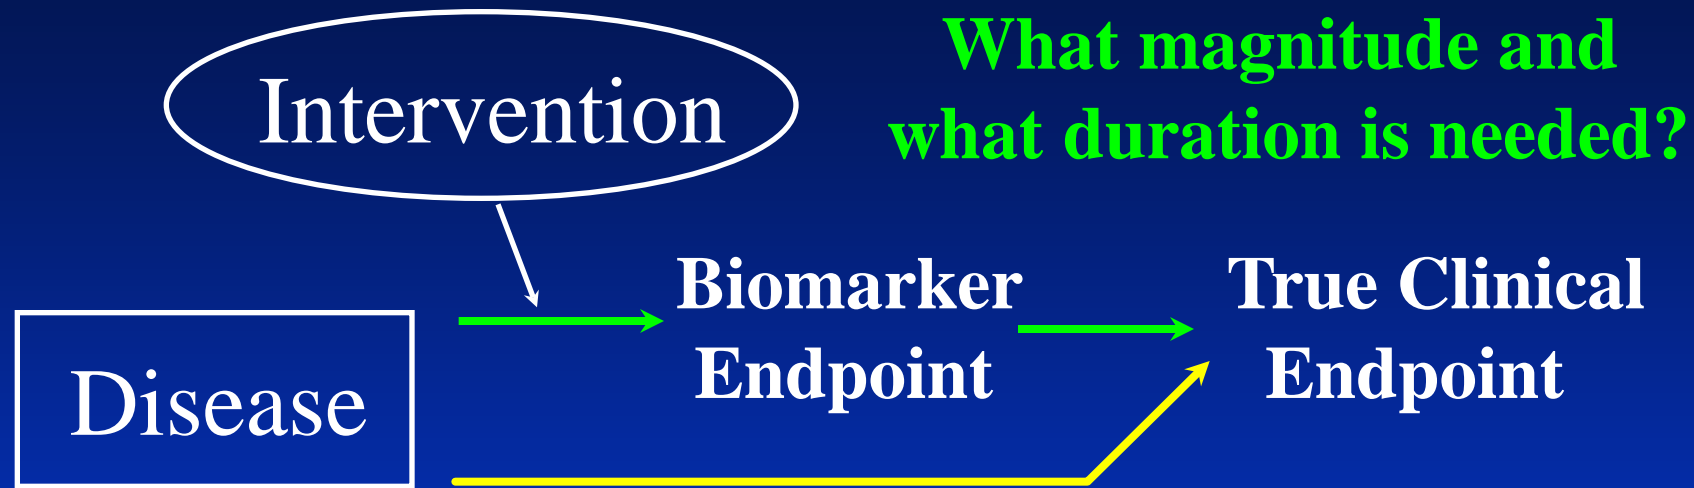 Intervention
What magnitude and
what duration is needed?
Biomarker
Endpoint
True Clinical
Endpoint
Disease